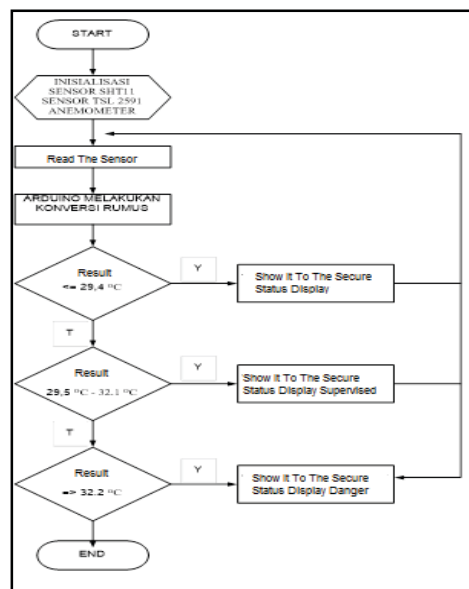 START
INISIALISASI
SENSOR SHT11
SENSOR TSL 2591
ANEMOMETER
Read The Sensor
ARDUINO MELAKUKAN
KONVERSI RUMUS
Result
<= 29,4 °C
Y
Show It To The Secure
Status Display
T
Result
29,5 °C - 32.1 °C
Y
Show It To The Secure
Status Display Supervised
T
Result
=> 32.2 °C
Y
Show It To The Secure
Status Display Danger
END